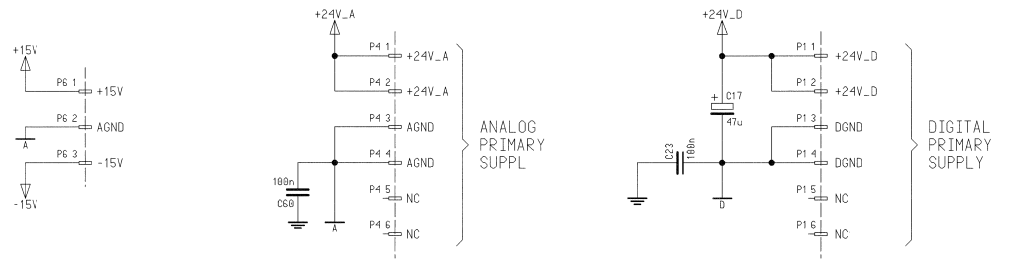 +15V
P6 1
+15V
P6 2
AGND
A
P6 3
-15V
-15V
+24V_A
P4 1
+24V_A
P4 2
+24V_A
P4 3
AGND
P4 4
AGND
100n
C60
A
P4 5
NC
P4 6
NC
ANALOG
PRIMARY
SUPPL
+24V_D
P1 1
+24V_D
P1 2
+24V_D
+
C17
47u
P1 3
DGND
P1 4
DGND
C23
100n
D
P1 5
NC
P1 6
NC
DIGITAL
PRIMARY
SUPPLY